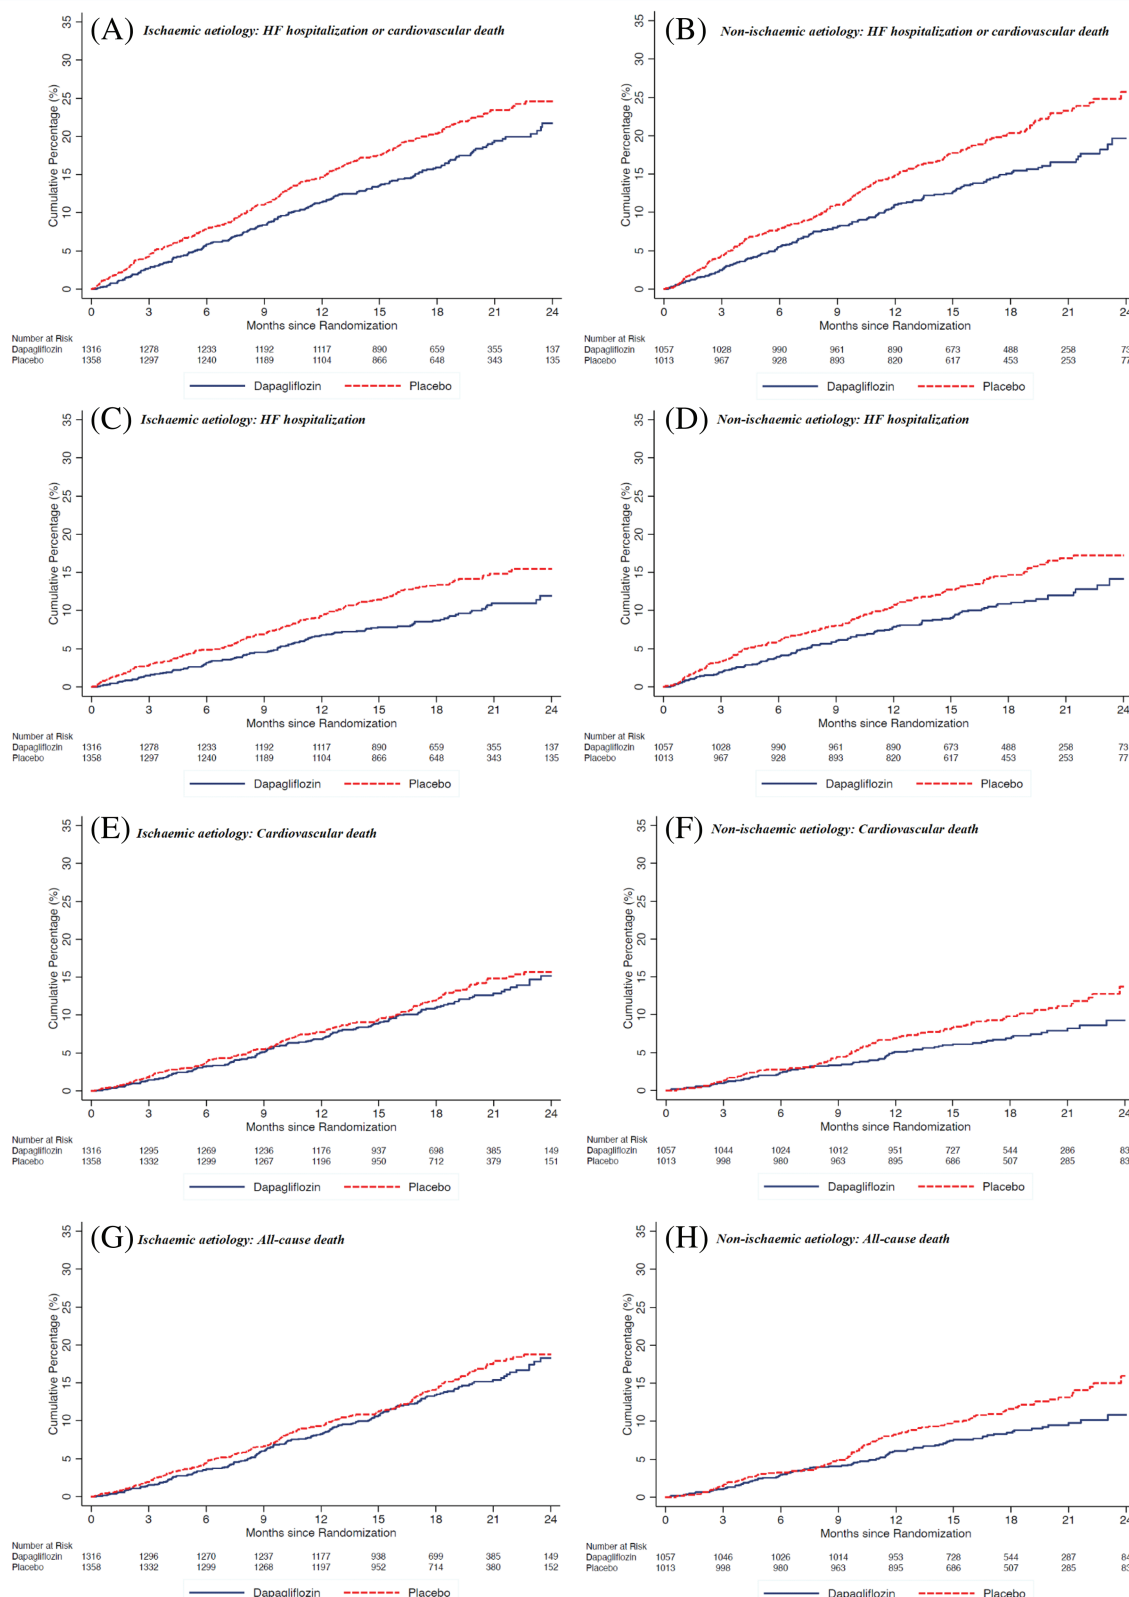 (A) Ischaemic aetiology: HF hospitalization or cardiovascular death
Cumulative Percentage (%)
35
30
25
20
15
10
5
0
0 3 6 9 12 15 18 21 24
Months since Randomization
Number at Risk
Dapagliflozin 1316 1278 1233 1192 1117 890 659 355 137
Placebo 1358 1297 1240 1189 1104 866 648 343 135
Dapagliflozin Placebo
(B) Non-ischaemic aetiology: HF hospitalization or cardiovascular death
Cumulative Percentage (%)
35
30
25
20
15
10
5
0
0 3 6 9 12 15 18 21 24
Months since Randomization
Number at Risk
Dapagliflozin 1057 1028 990 961 890 673 488 258 73
Placebo 1013 967 928 893 820 617 453 253 77
Dapagliflozin Placebo
(C) Ischaemic aetiology: HF hospitalization
Cumulative Percentage (%)
35
30
25
20
15
10
5
0
0 3 6 9 12 15 18 21 24
Months since Randomization
Number at Risk
Dapagliflozin 1316 1278 1233 1192 1117 890 659 355 137
Placebo 1358 1297 1240 1189 1104 866 648 343 135
Dapagliflozin Placebo
(D) Non-ischaemic aetiology: HF hospitalization
Cumulative Percentage (%)
35
30
25
20
15
10
5
0
0 3 6 9 12 15 18 21 24
Months since Randomization
Number at Risk
Dapagliflozin 1057 1028 990 961 890 673 488 258 73
Placebo 1013 967 928 893 820 617 453 253 77
Dapagliflozin Placebo
(E) Ischaemic aetiology: Cardiovascular death
Cumulative Percentage (%)
35
30
25
20
15
10
5
0
0 3 6 9 12 15 18 21 24
Months since Randomization
Number at Risk
Dapagliflozin 1316 1295 1269 1236 1176 937 698 385 149
Placebo 1358 1332 1299 1267 1196 950 712 379 151
Dapagliflozin Placebo
(F) Non-ischaemic aetiology: Cardiovascular death
Cumulative Percentage (%)
35
30
25
20
15
10
5
0
0 3 6 9 12 15 18 21 24
Months since Randomization
Number at Risk
Dapagliflozin 1057 1044 1024 1012 951 727 544 286 83
Placebo 1013 998 980 963 895 686 507 285 83
Dapagliflozin Placebo
(G) Ischaemic aetiology: All-cause death
Cumulative Percentage (%)
35
30
25
20
15
10
5
0
0 3 6 9 12 15 18 21 24
Months since Randomization
Number at Risk
Dapagliflozin 1316 1296 1270 1237 1177 938 699 385 149
Placebo 1358 1332 1299 1268 1197 952 714 380 152
Dapagliflozin Placebo
(H) Non-ischaemic aetiology: All-cause death
Cumulative Percentage (%)
35
30
25
20
15
10
5
0
0 3 6 9 12 15 18 21 24
Months since Randomization
Number at Risk
Dapagliflozin 1057 1046 1026 1014 953 728 544 287 84
Placebo 1013 998 980 963 895 686 507 285 83
Dapagliflozin Placebo